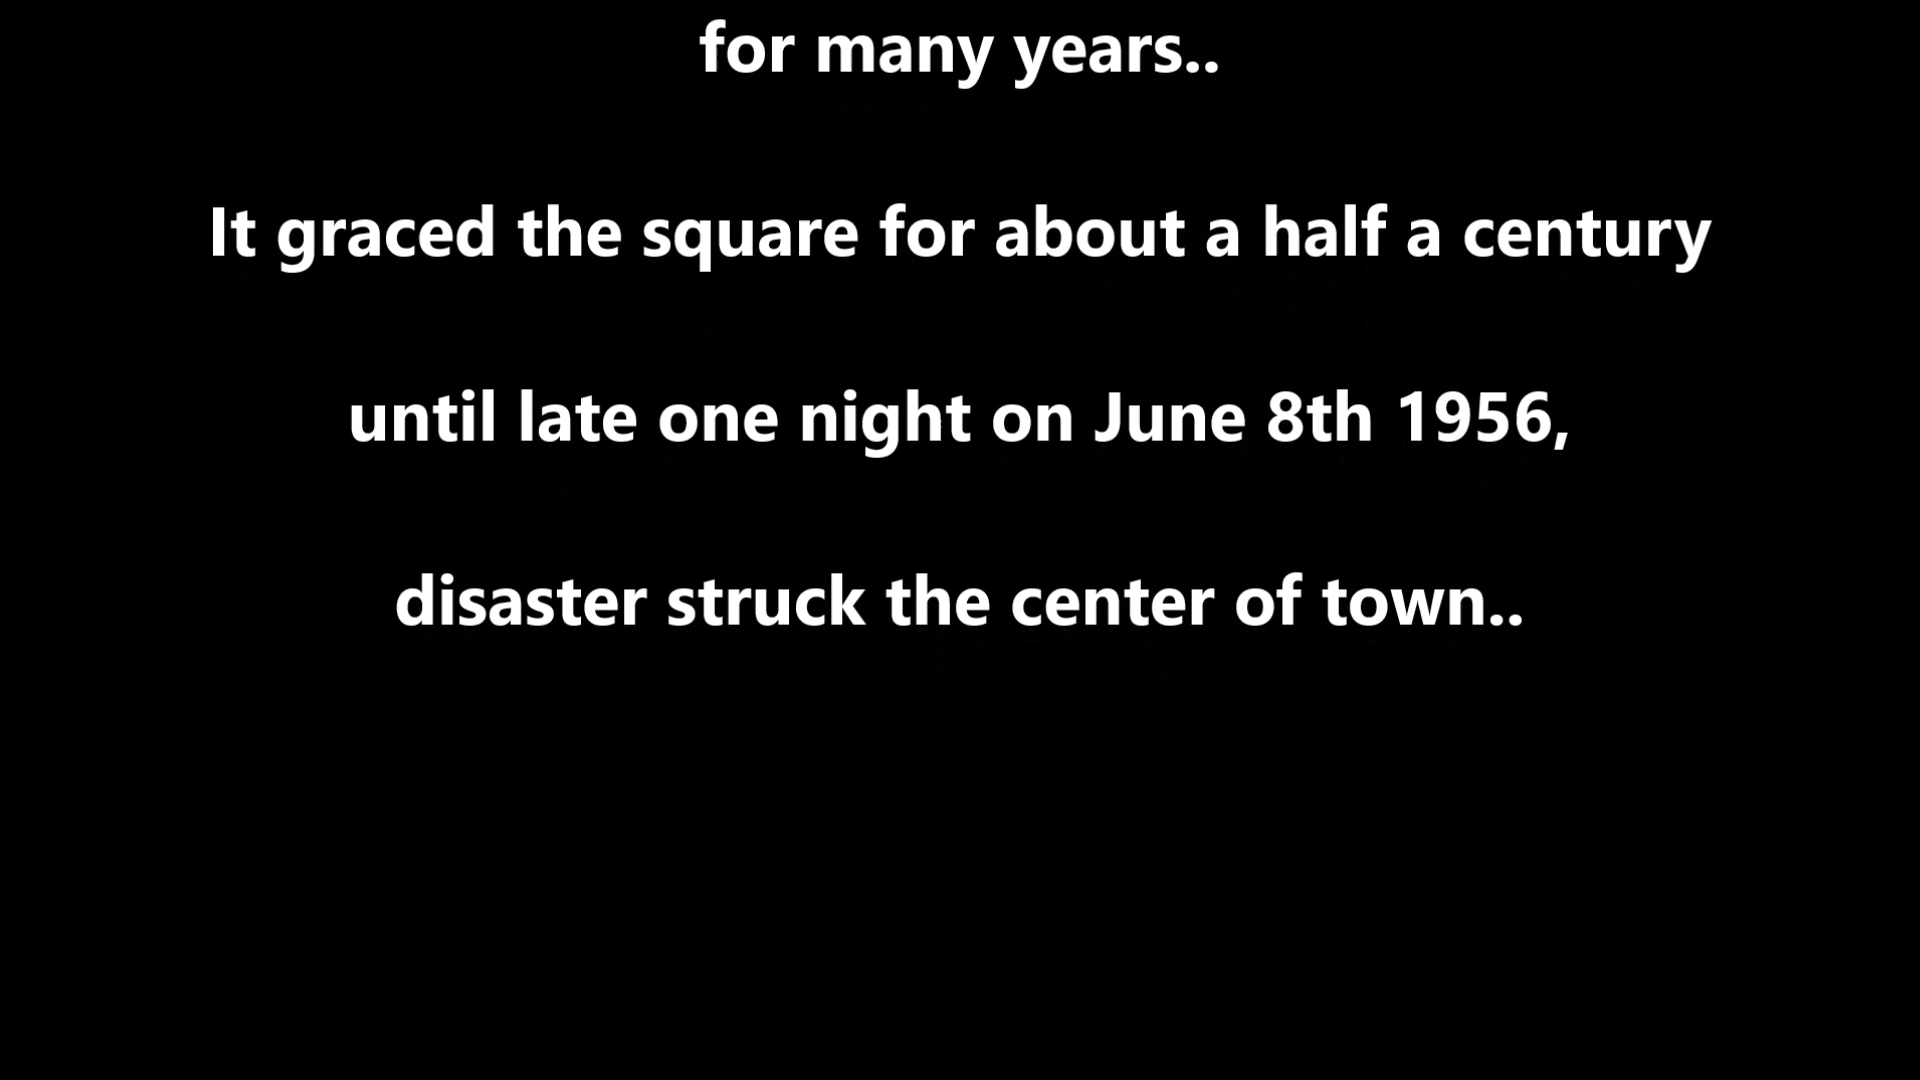 for many years..
It graced the square for about a half a century
until late one night on June 8th 1956,
disaster struck the center of town..